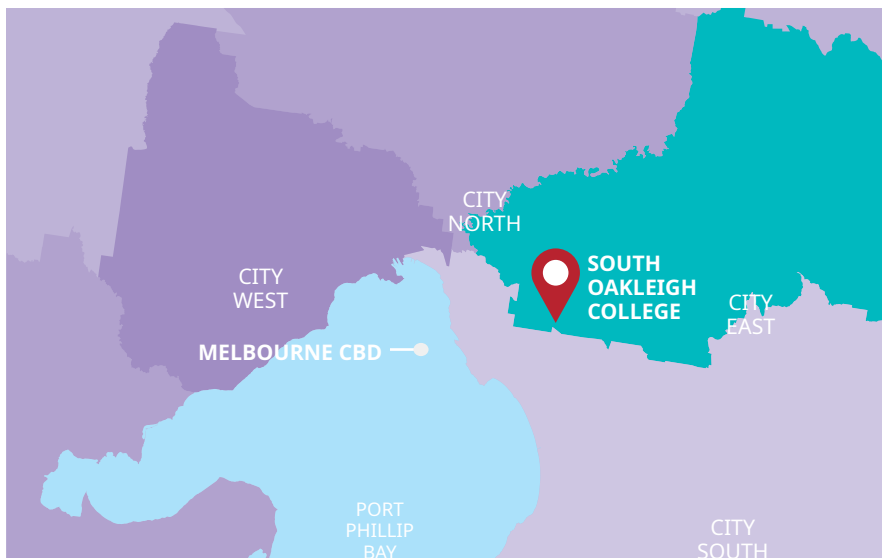 CITY
NORTH
SOUTH
OAKLEIGH
COLLEGE
CITY
WEST
CITY
EAST
MELBOURNE CBD
PORT
PHILLIP
BAY
CITY
SOUTH